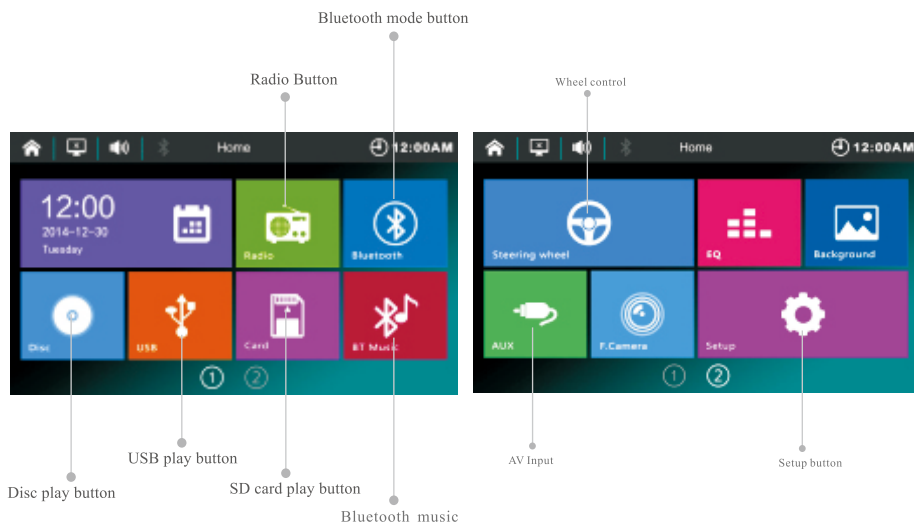 Bluetooth mode button
Radio Button
Wheel control
Home
12:00AM
Home
12:00AM
12:00
2014-12-30
Tuesday
Radio
Bluetooth
Steering wheel
EQ
Background
Disc
USB
Card
BT Music
AUX
F.Camera
Setup
1 2
1 2
USB play button
AV Input
Setup button
Disc play button
SD card play button
Bluetooth music